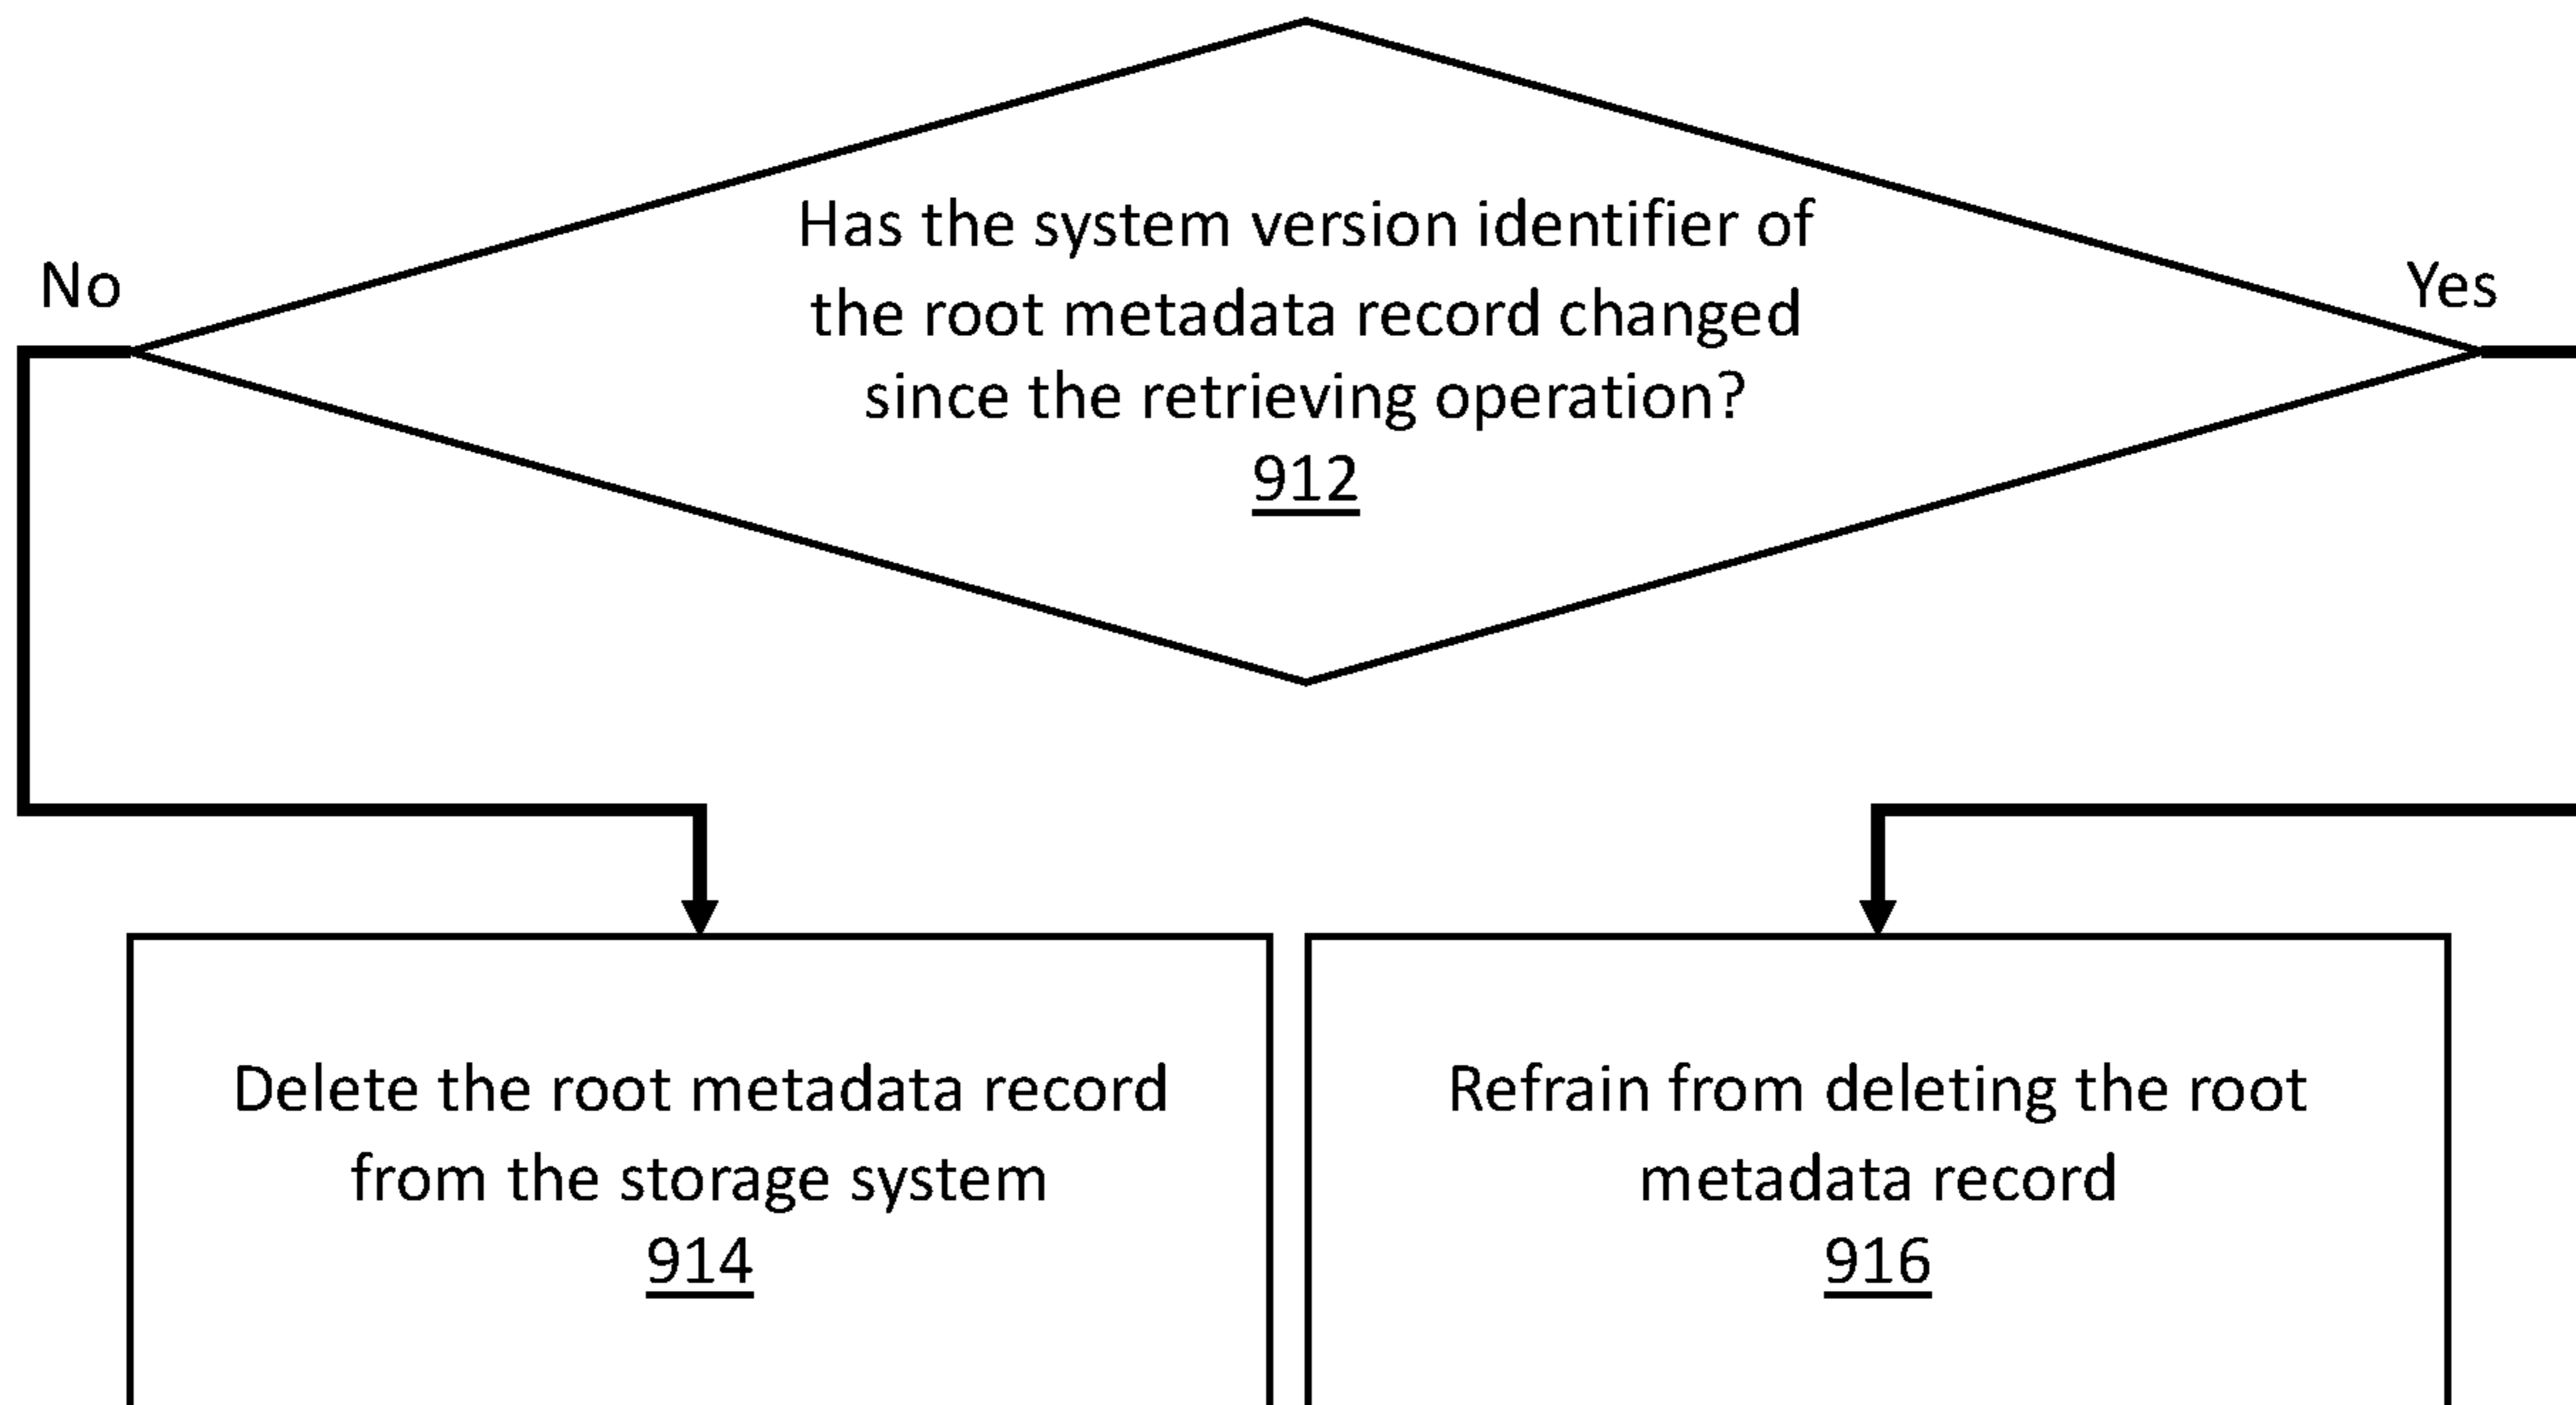 Has the system version identifier of
the root metadata record changed
since the retrieving operation?
912
No
Yes
Delete the root metadata record
from the storage system
914
Refrain from deleting the root
metadata record
916